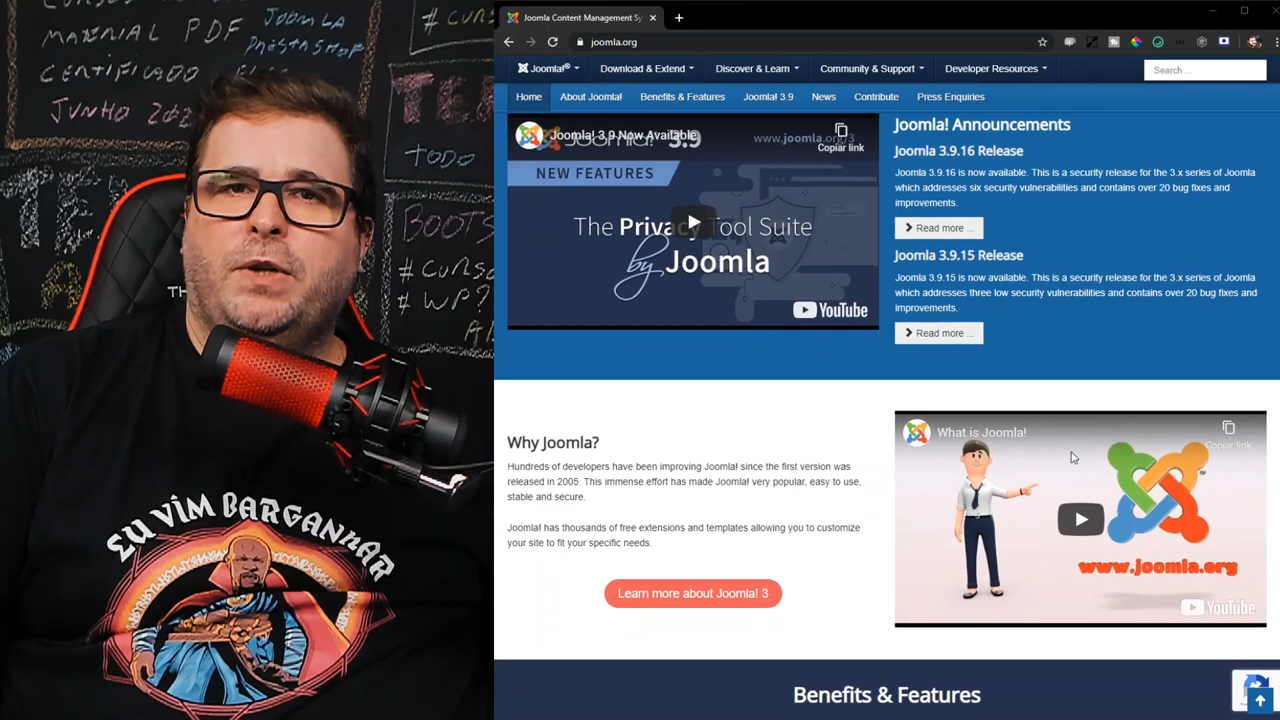 # CURS
JOOMLA
MATERIAL PDF
PRESTASHOP
CERTIFICADO
JUNHO
TODO
BOOTS
# CURSO
# WP?
EU VIM BARGANHAR
Joomla Content Management Sy
joomla.org
Joomla!® Download & Extend Discover & Learn Community & Support Developer Resources Search ...
Home About Joomla! Benefits & Features Joomla! 3.9 News Contribute Press Enquiries
Joomla! 3.9 Now Available
3.9
Copiar link
NEW FEATURES
The Privacy Tool Suite
by Joomla
YouTube
Joomla! Announcements
Joomla 3.9.16 Release
Joomla 3.9.16 is now available. This is a security release for the 3.x series of Joomla
which addresses six security vulnerabilities and contains over 20 bug fixes and
improvements.
Read more ...
Joomla 3.9.15 Release
Joomla 3.9.15 is now available. This is a security release for the 3.x series of Joomla
which addresses three low security vulnerabilities and contains over 20 bug fixes and
improvements.
Read more ...
Why Joomla?
Hundreds of developers have been improving Joomla! since the first version was
released in 2005. This immense effort has made Joomla! very popular, easy to use,
stable and secure.
Joomla! has thousands of free extensions and templates allowing you to customize
your site to fit your specific needs.
Learn more about Joomla! 3
What is Joomla!
Copiar link
www.joomla.org
YouTube
Benefits & Features